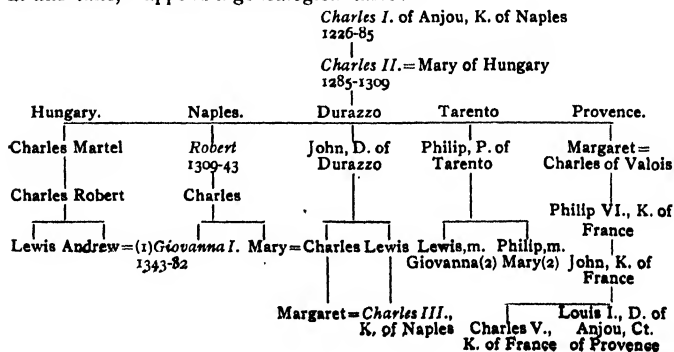 Charles I. of Anjou, K. of Naples
1226-85
Charles II.=Mary of Hungary
1285-1309
Hungary. Naples. Durazzo Tarento Provence.
Charles Martel Robert John, D. of Philip, P. of Margaret=
1309-43 Durazzo Tarento Charles of Valois
Charles Robert Charles
Philip VI., K. of
France
Lewis Andrew=(1)Giovanna I. Mary=Charles Lewis Lewis,m. Philip,m.
1343-82 Giovanna(2) Mary(2) John, K. of
France
Margaret=Charles III.,
K. of Naples
Charles V., Louis I., D. of
K. of France Anjou, Ct.
of Provence